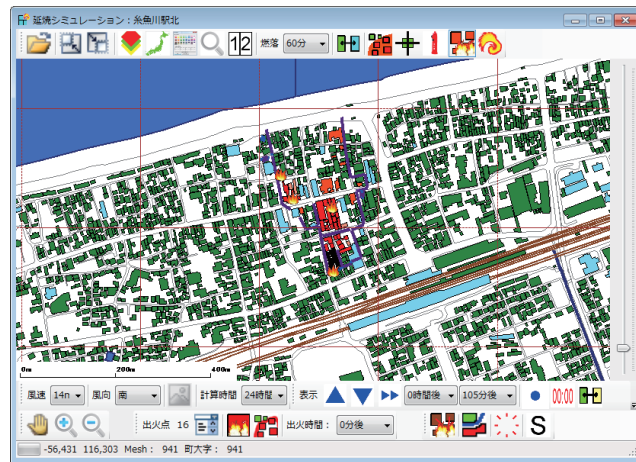 延焼シミュレーション：糸魚川駅北
12 燃落 60分
0m 200m 400m
風速 14m 風向 南 計算時間 24時間 表示 0時間後 105分後 00:00
出火点 16 出火時間： 0分後 S
-56,431 116,303 Mesh： 941 町大字： 941